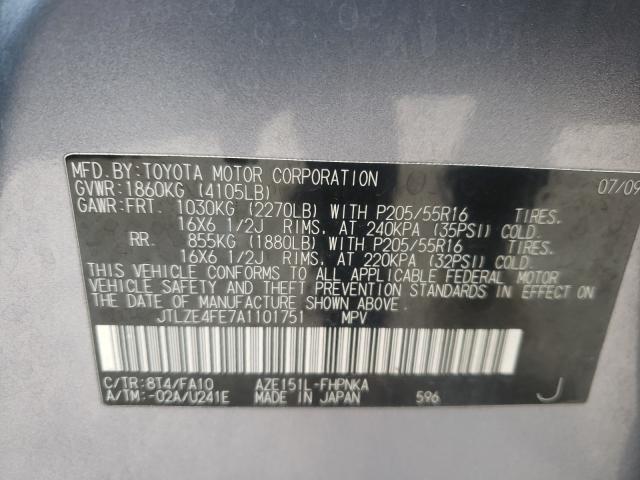 MFD.BY:TOYOTA MOTOR CORPORATION 07/09
GVWR:1860KG (4105LB)
GAWR:FRT. 1030KG (2270LB) WITH P205/55R16 TIRES.
16X6 1/2J RIMS, AT 240KPA (35PSI) COLD.
RR. 855KG (1880LB) WITH P205/55R16 TIRES.
16X6 1/2J RIMS, AT 220KPA (32PSI) COLD.
THIS VEHICLE CONFORMS TO ALL APPLICABLE FEDERAL MOTOR
VEHICLE SAFETY AND THEFT PREVENTION STANDARDS IN EFFECT ON
THE DATE OF MANUFACTURE SHOWN ABOVE.
JTLZE4FE7A1101751 MPV
C/TR:8T4/FA10 AZE151L-FHPNKA
A/TM:-02A/U241E MADE IN JAPAN 596 J